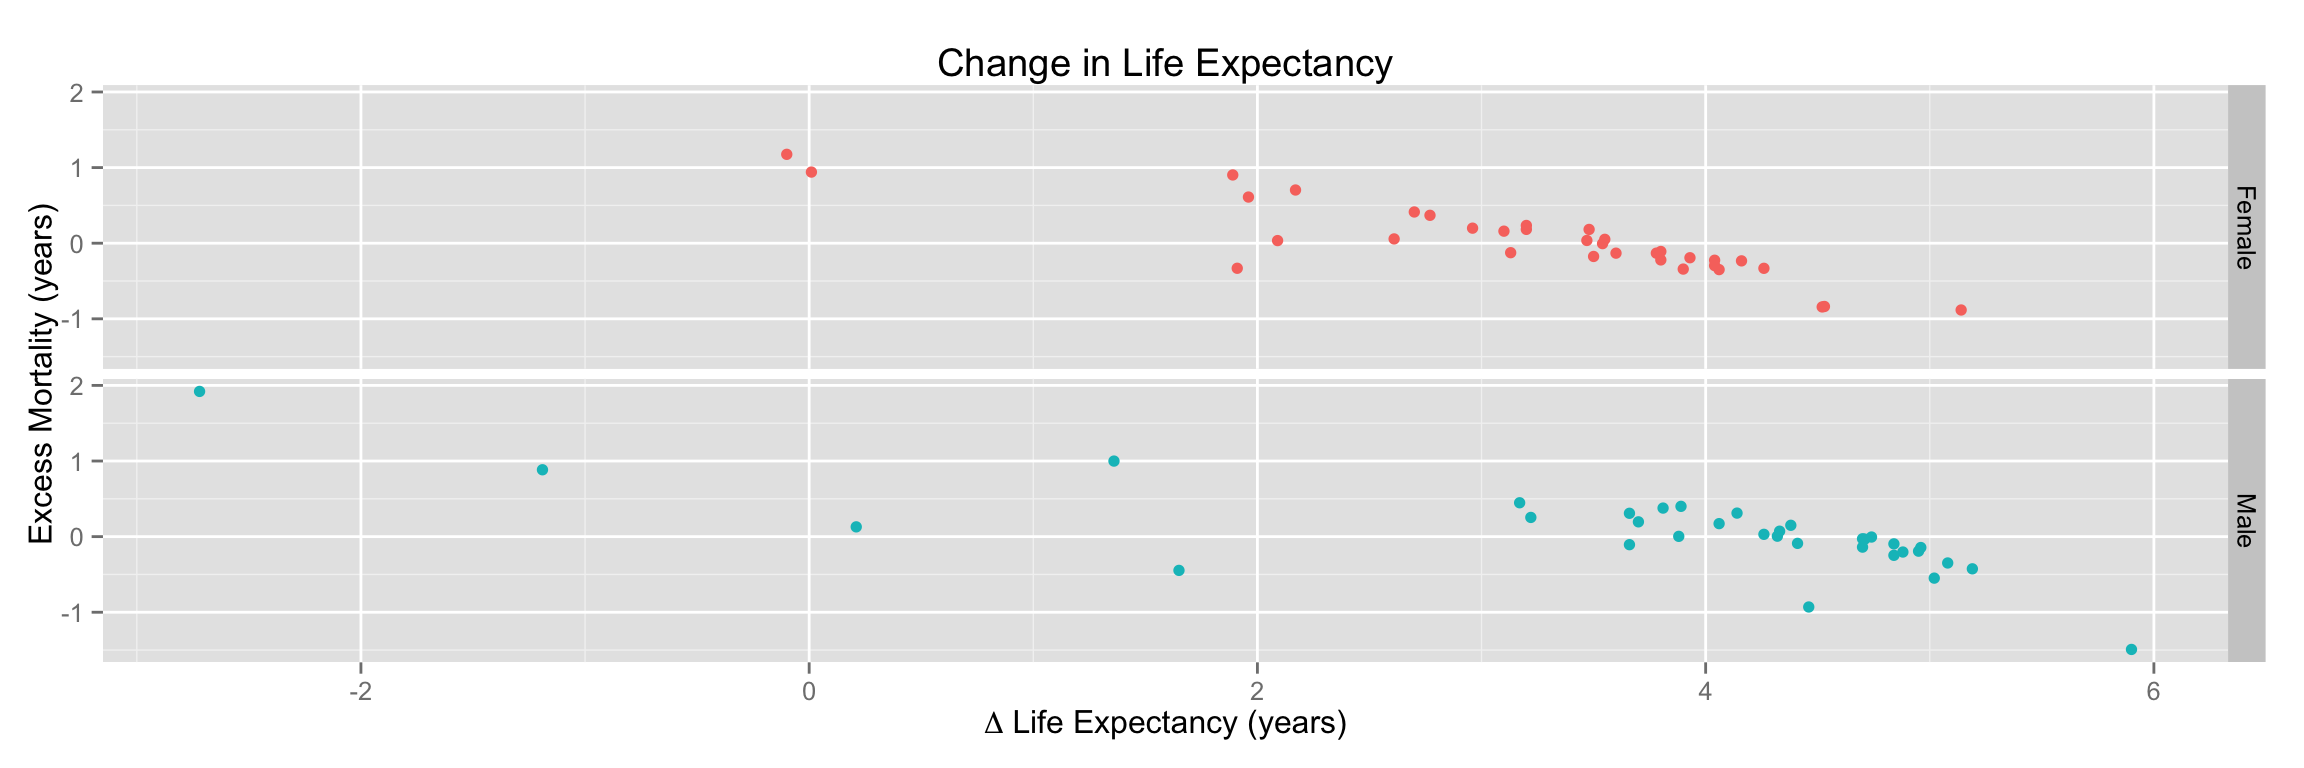 Change in Life Expectancy
Excess Mortality (years)
2
1
0
-1
Female
2
1
0
-1
Male
-2 0 2 4 6
Δ Life Expectancy (years)